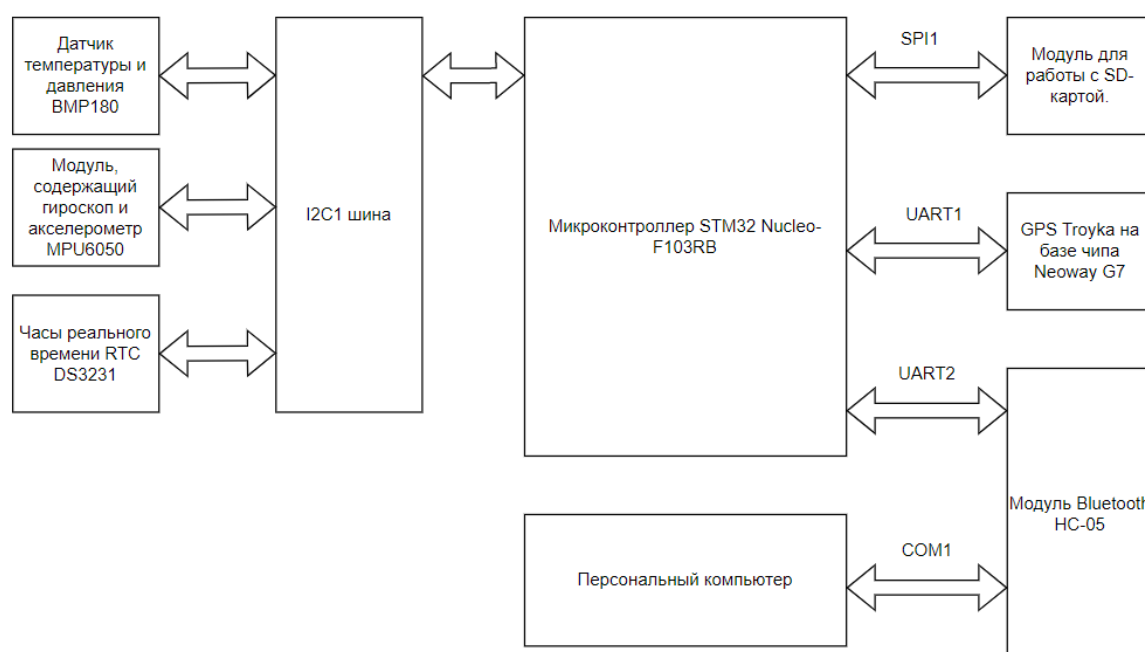 Датчик
температуры и
давления
BMP180
Модуль,
содержащий
гироскоп и
акселерометр
MPU6050
Часы реального
времени RTC
DS3231
I2C1 шина
Микроконтроллер STM32 Nucleo-
F103RB
SPI1
Модуль для
работы с SD-
картой.
UART1
GPS Troyka на
базе чипа
Neoway G7
UART2
Модуль Bluetooth
HC-05
COM1
Персональный компьютер